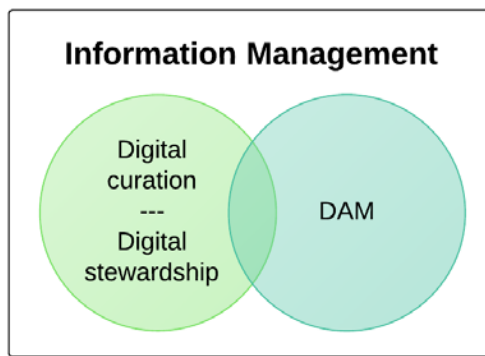 Information Management
Digital
curation
---
Digital
stewardship
DAM